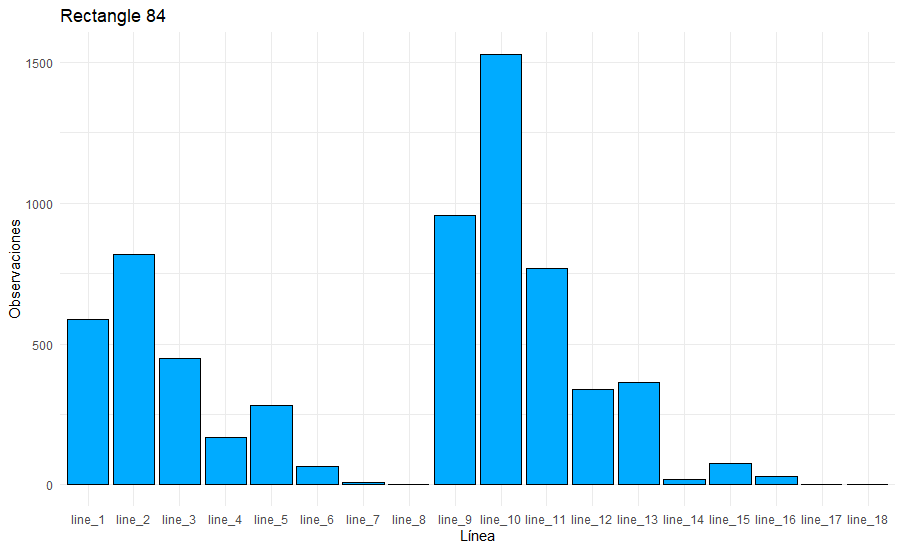 Rectangle 84
1500
1000
500
0
Observaciones
line_1 line_2 line_3 line_4 line_5 line_6 line_7 line_8 line_9 line_10 line_11 line_12 line_13 line_14 line_15 line_16 line_17 line_18
Línea